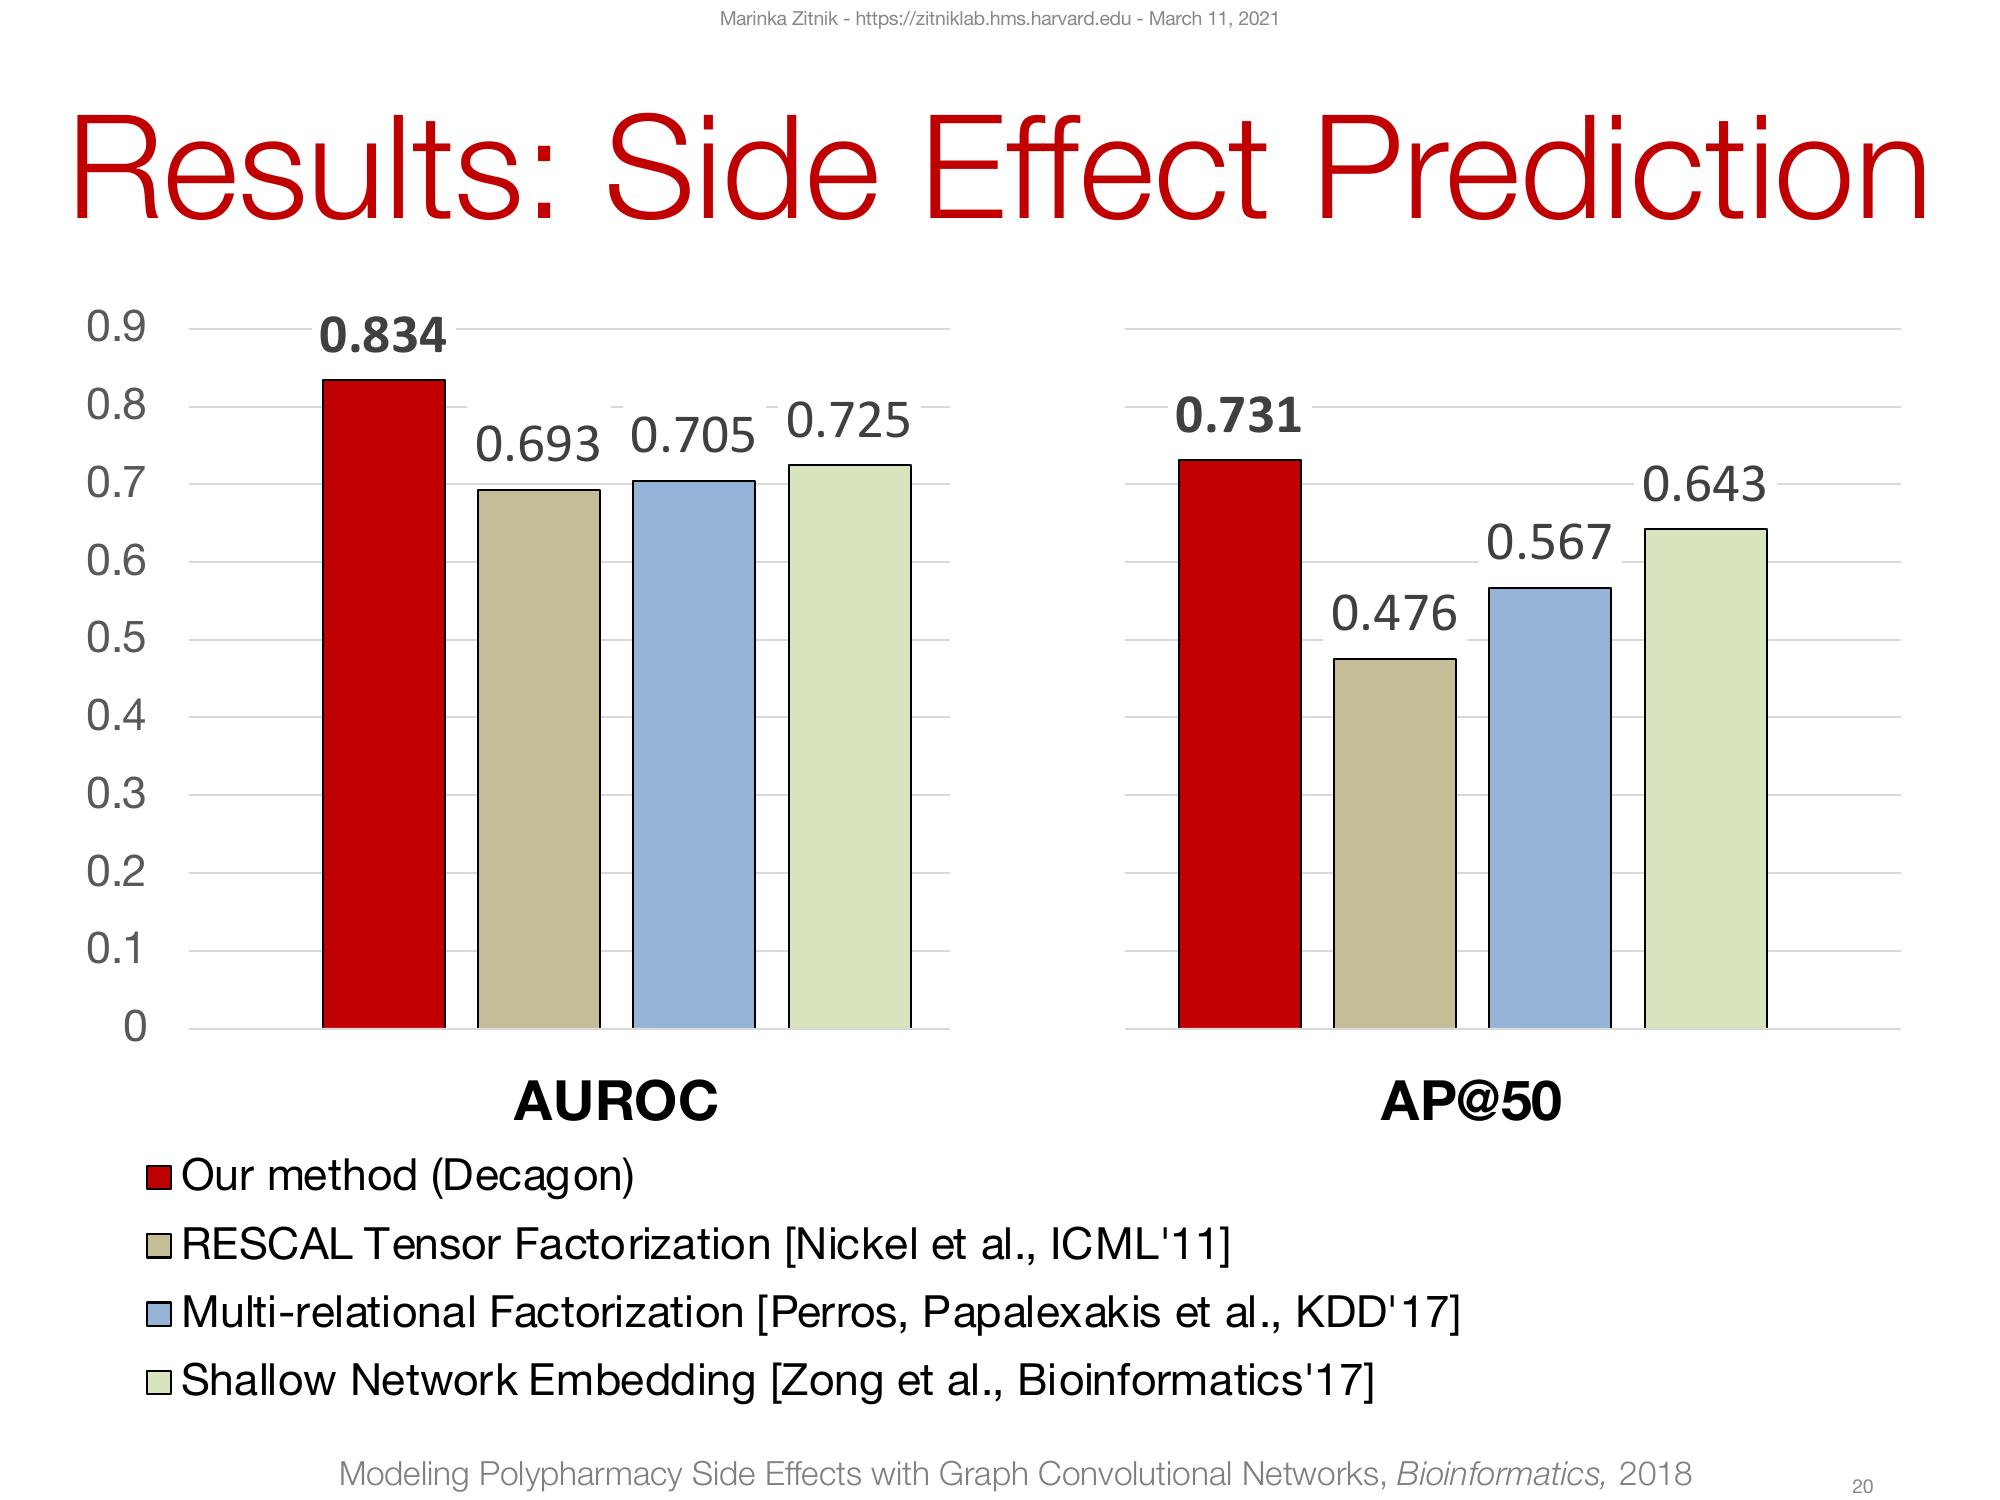 Marinka Zitnik - https://zitniklab.hms.harvard.edu - March 11, 2021
Results: Side Effect Prediction
0.9
0.8
0.7
0.6
0.5
0.4
0.3
0.2
0.1
0
0.834
0.693
0.705
0.725
AUROC
0.731
0.476
0.567
0.643
AP@50
Our method (Decagon)
RESCAL Tensor Factorization [Nickel et al., ICML'11]
Multi-relational Factorization [Perros, Papalexakis et al., KDD'17]
Shallow Network Embedding [Zong et al., Bioinformatics'17]
Modeling Polypharmacy Side Effects with Graph Convolutional Networks, Bioinformatics, 2018
20